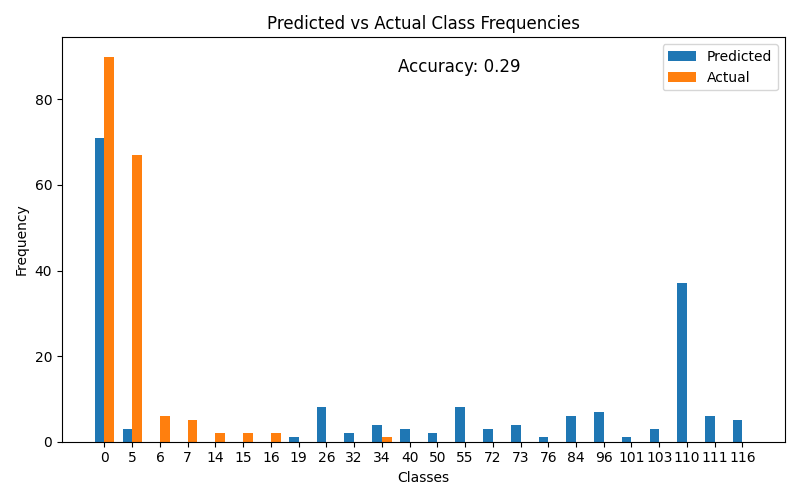 Predicted vs Actual Class Frequencies
Accuracy: 0.29
Predicted
Actual
Frequency
80
60
40
20
0
0 5 6 7 14 15 16 19 26 32 34 40 50 55 72 73 76 84 96 101 103 110 111 116
Classes